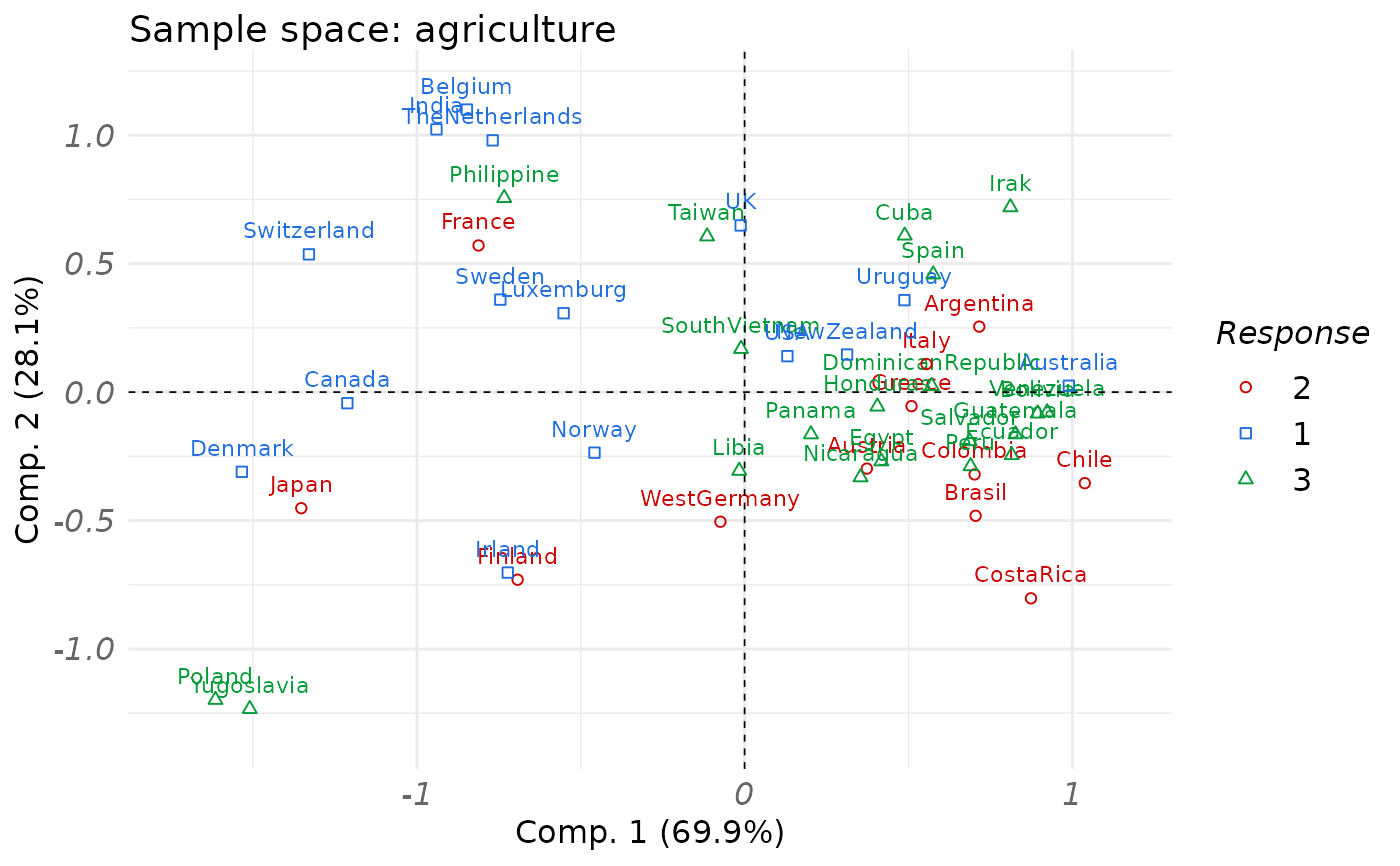 Sample space: agriculture
Belgium
India
TheNetherlands
Philippine
Irak
UK
Taiwan
Cuba
France
Switzerland
Spain
Sweden
Uruguay
Luxemburg
Argentina
SouthVietnam
USA
NewZealand
Italy
DominicanRepublic
Australia
Canada
Honduras
Greece
Venezuela
Bolivia
Panama
Guatemala
Salvador
Norway
Ecuador
Egypt
Peru
Austria
Libia
Denmark
Colombia
Nicaragua
Chile
Japan
Brasil
WestGermany
Irland
Finland
CostaRica
Poland
Yugoslavia
1.0
0.5
0.0
-0.5
-1.0
-1
0
1
Comp. 1 (69.9%)
Comp. 2 (28.1%)
Response
2
1
3